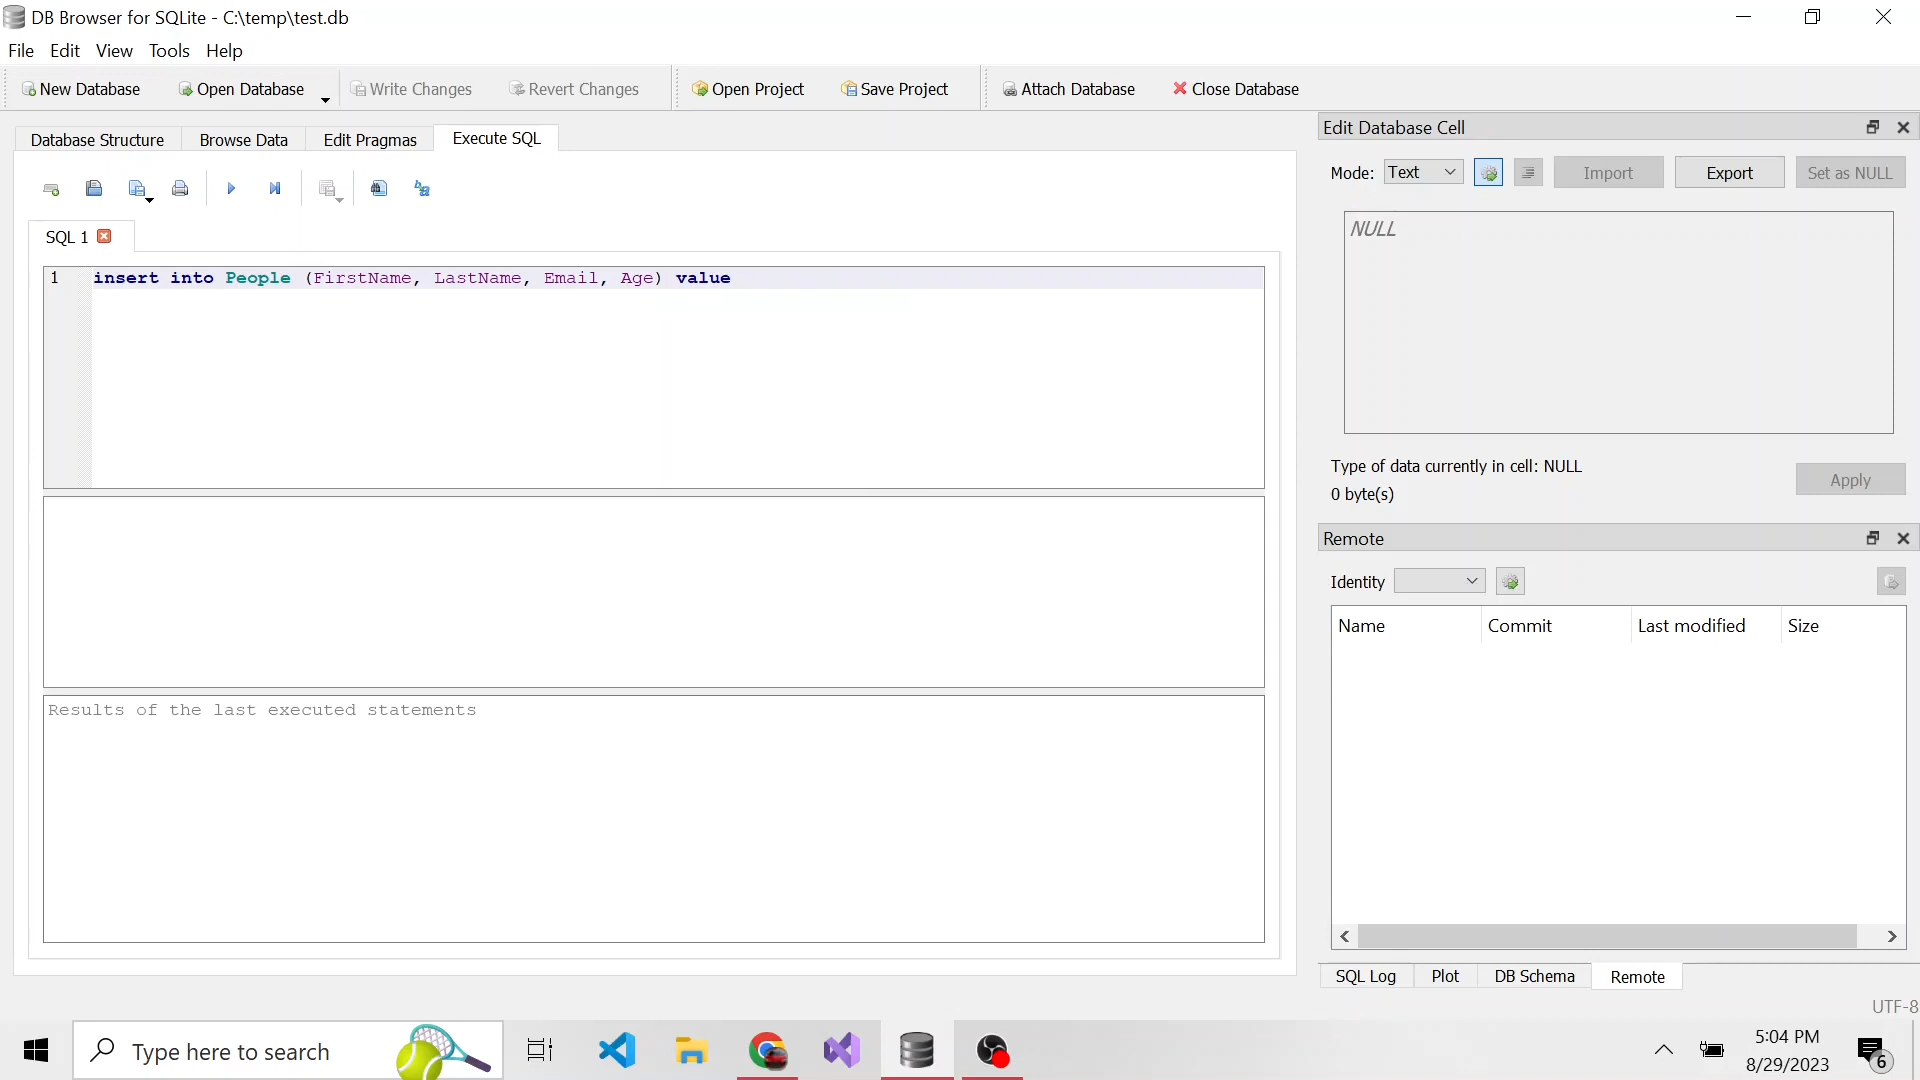 DB Browser for SQLite - C:\temp\test.db
File Edit View Tools Help
New Database Open Database Write Changes Revert Changes Open Project Save Project Attach Database Close Database
Database Structure Browse Data Edit Pragmas Execute SQL
SQL 1
1 insert into People (FirstName, LastName, Email, Age) value
Results of the last executed statements
Edit Database Cell
Mode: Text Import Export Set as NULL
NULL
Type of data currently in cell: NULL
0 byte(s)
Apply
Remote
Identity
Name Commit Last modified Size
SQL Log Plot DB Schema Remote
UTF-8
Type here to search
5:04 PM
8/29/2023
6